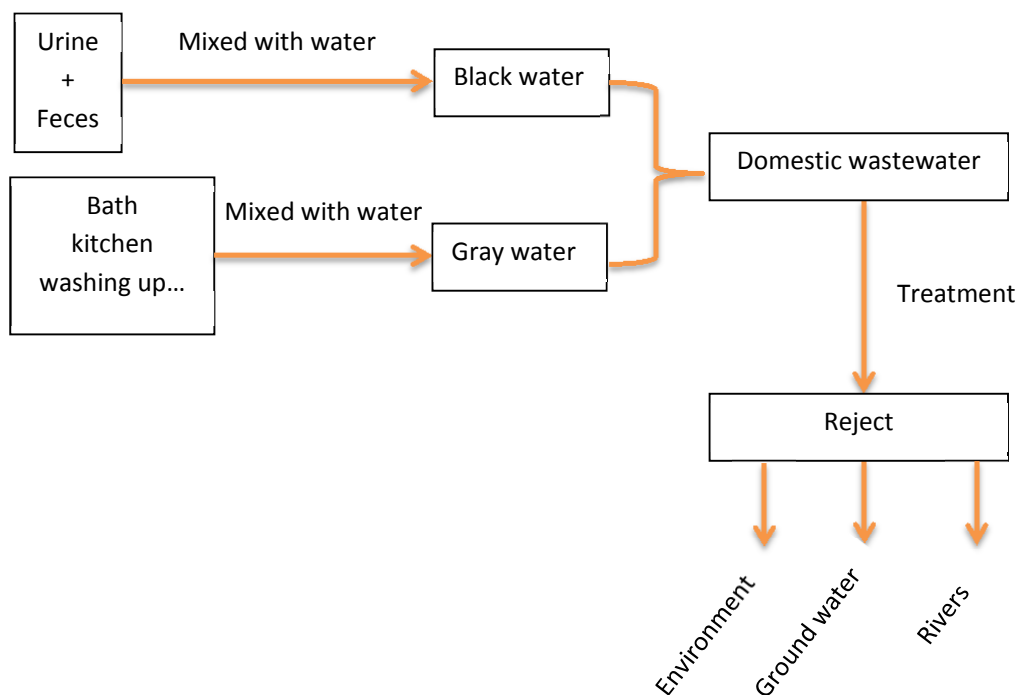 Urine
+
Feces
Mixed with water
Black water
Bath
kitchen
washing up...
Mixed with water
Gray water
Domestic wastewater
Treatment
Reject
Environment
Ground water
Rivers